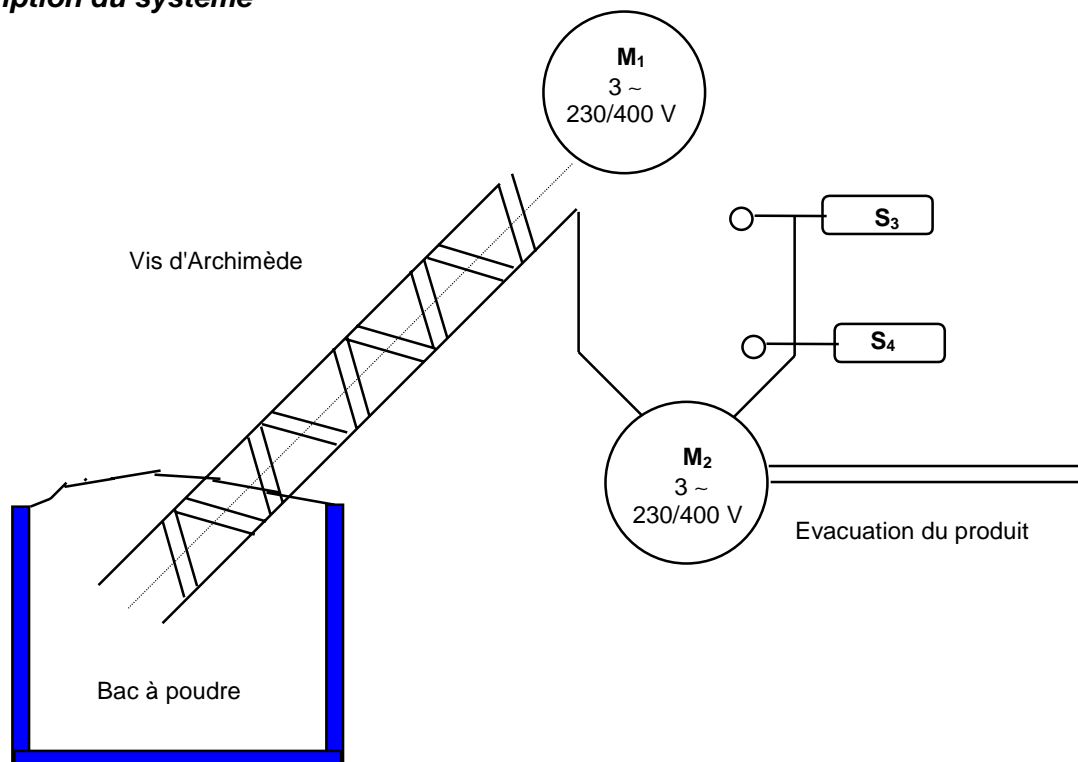 du système
M₁
3 ~
230/400 V
S₃
Vis d'Archimède
S₄
M₂
3 ~
230/400 V
Evacuation du produit
Bac à poudre